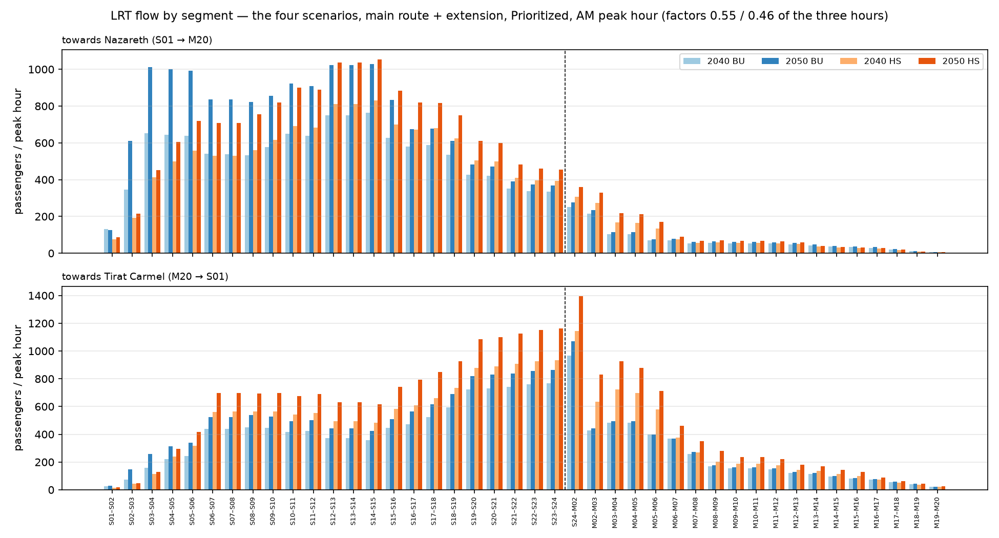 LRT flow by segment — the four scenarios, main route + extension, Prioritized, AM peak hour (factors 0.55 / 0.46 of the three hours)
towards Nazareth (S01 → M20)
2040 BU 2050 BU 2040 HS 2050 HS
passengers / peak hour
1000
800
600
400
200
0
towards Tirat Carmel (M20 → S01)
passengers / peak hour
1400
1200
1000
800
600
400
200
0
S01–S02
S02–S03
S03–S04
S04–S05
S05–S06
S06–S07
S07–S08
S08–S09
S09–S10
S10–S11
S11–S12
S12–S13
S13–S14
S14–S15
S15–S16
S16–S17
S17–S18
S18–S19
S19–S20
S20–S21
S21–S22
S22–S23
S23–S24
S24–M02
M02–M03
M03–M04
M04–M05
M05–M06
M06–M07
M07–M08
M08–M09
M09–M10
M10–M11
M11–M12
M12–M13
M13–M14
M14–M15
M15–M16
M16–M17
M17–M18
M18–M19
M19–M20